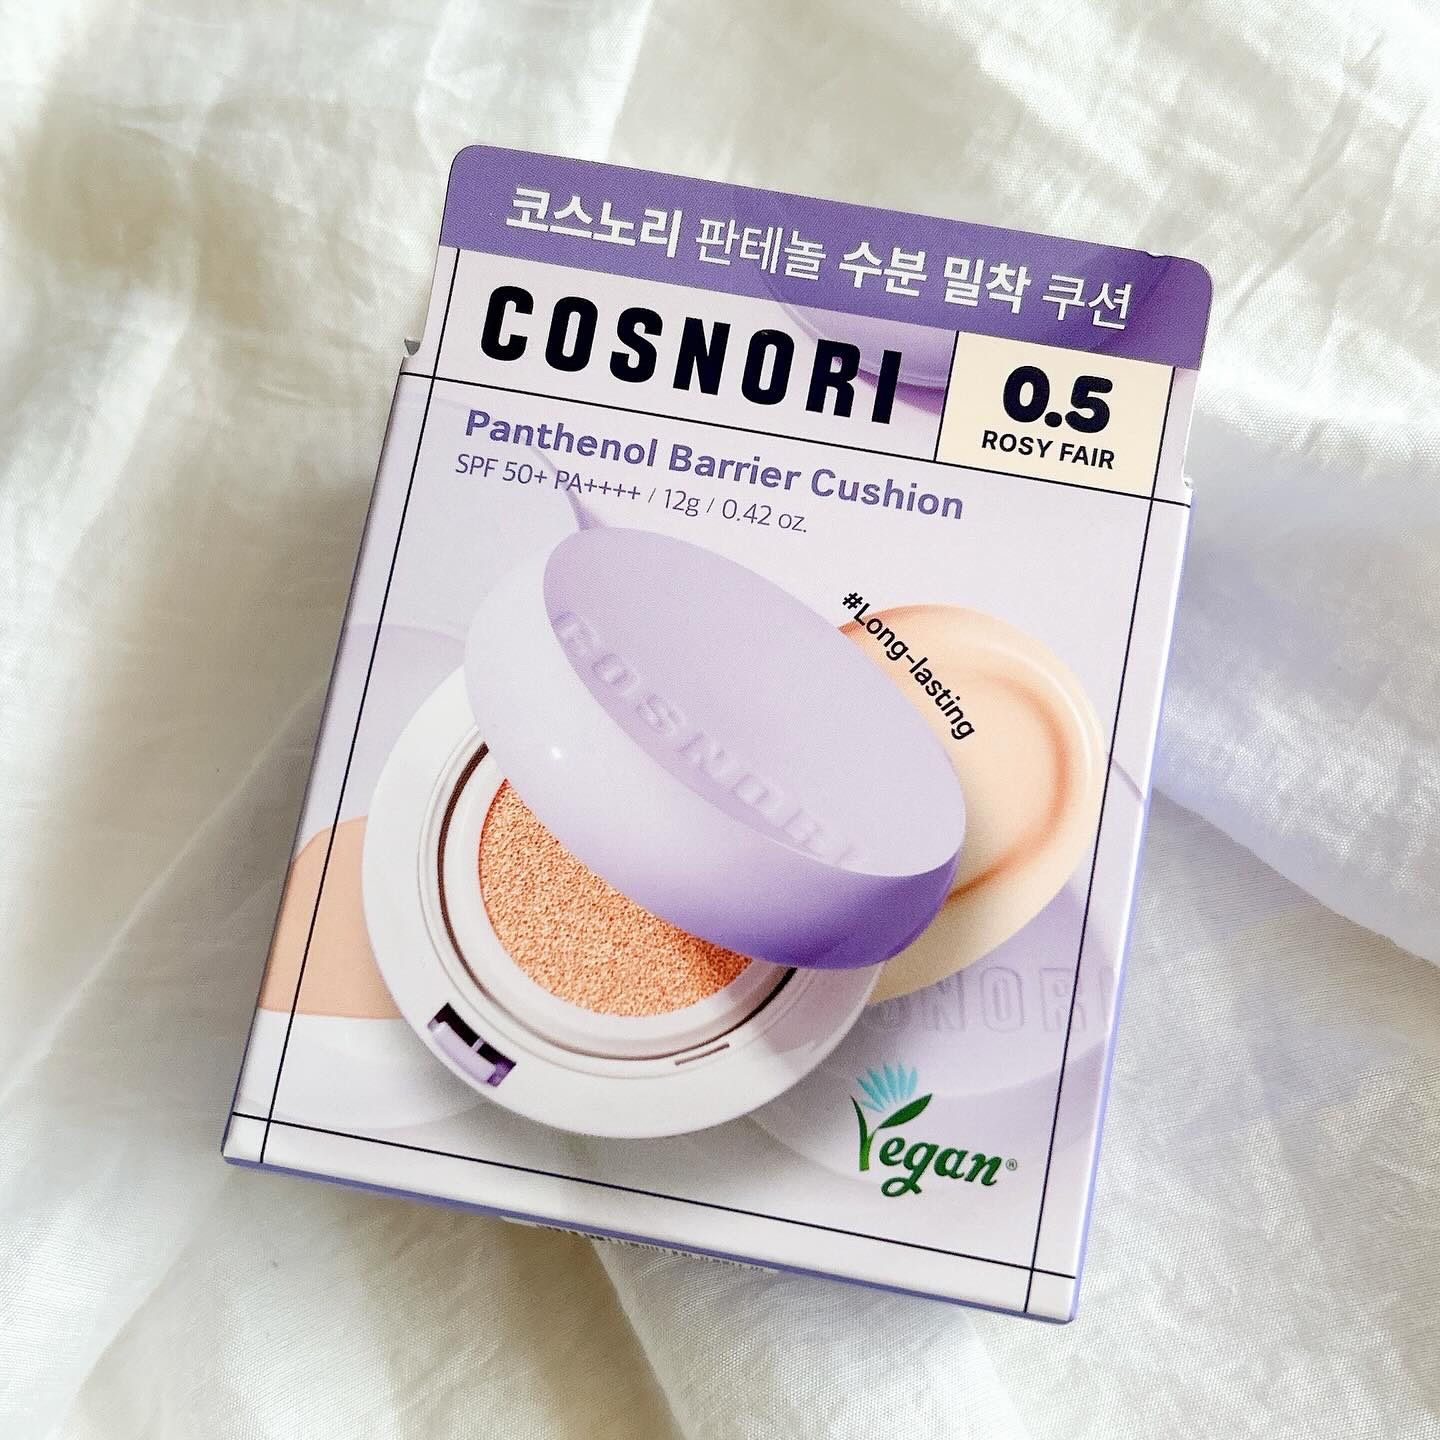 코스노리 판테놀 수분 밀착 쿠션
COSNORI
0.5
ROSY FAIR
Panthenol Barrier Cushion
SPF 50+ PA++++ / 12g / 0.42 oz.
#Long-lasting
COSNORI
SNORI
Vegan®